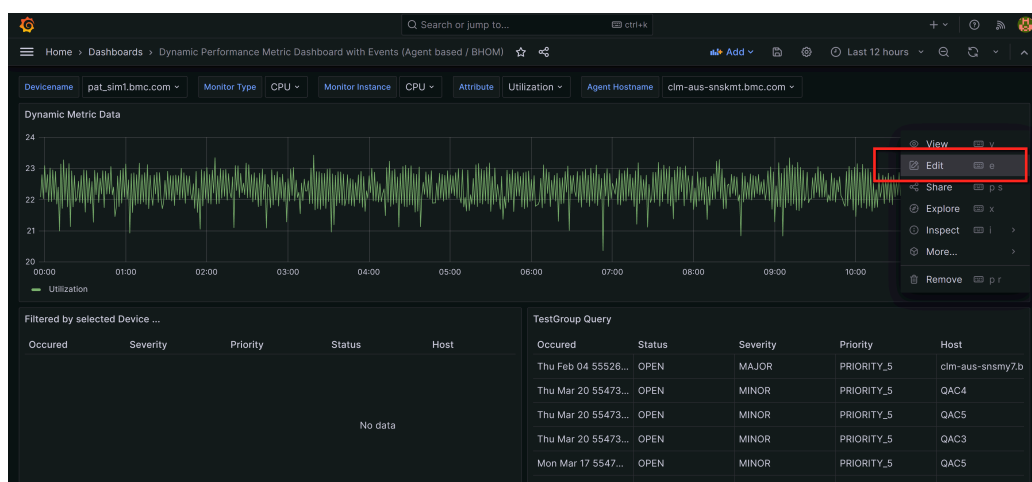 Search or jump to... ctrl+k
Home › Dashboards › Dynamic Performance Metric Dashboard with Events (Agent based / BHOM) Add Last 12 hours
Devicename pat_sim1.bmc.com Monitor Type CPU Monitor Instance CPU Attribute Utilization Agent Hostname clm-aus-snskmt.bmc.com
Dynamic Metric Data
24
23
22
21
20
00:00 01:00 02:00 03:00 04:00 05:00 06:00 07:00 08:00 09:00 10:00
Utilization
View v
Edit e
Share p s
Explore x
Inspect i
More...
Remove p r
Filtered by selected Device ...
Occured Severity Priority Status Host
No data
TestGroup Query
Occured Status Severity Priority Host
Thu Feb 04 55526... OPEN MAJOR PRIORITY_5 clm-aus-snsmy7.b
Thu Mar 20 55473... OPEN MINOR PRIORITY_5 QAC4
Thu Mar 20 55473... OPEN MINOR PRIORITY_5 QAC5
Thu Mar 20 55473... OPEN MINOR PRIORITY_5 QAC3
Mon Mar 17 5547... OPEN MINOR PRIORITY_5 QAC5